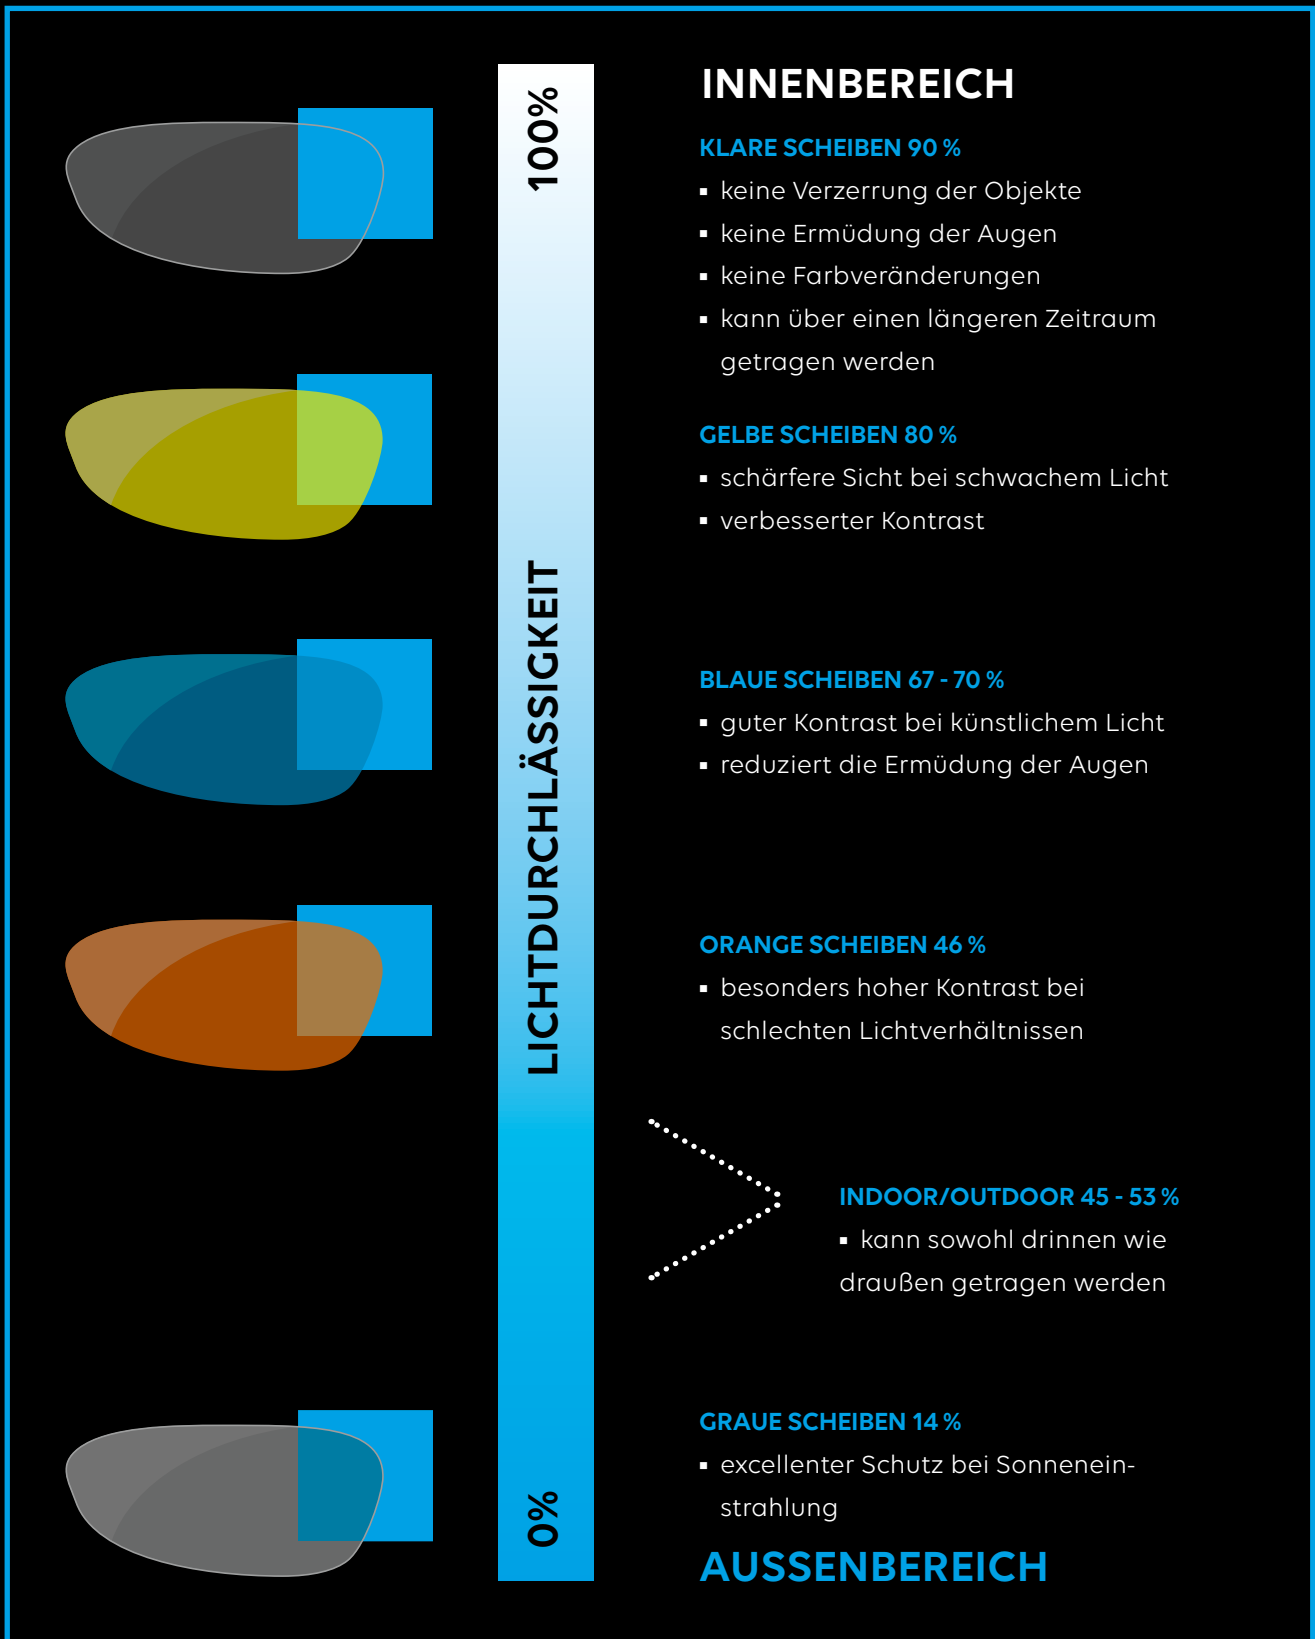 100%
LICHTDURCHLÄSSIGKEIT
0%
INNENBEREICH
KLARE SCHEIBEN 90 %
▪ keine Verzerrung der Objekte
▪ keine Ermüdung der Augen
▪ keine Farbveränderungen
▪ kann über einen längeren Zeitraum
getragen werden
GELBE SCHEIBEN 80 %
▪ schärfere Sicht bei schwachem Licht
▪ verbesserter Kontrast
BLAUE SCHEIBEN 67 - 70 %
▪ guter Kontrast bei künstlichem Licht
▪ reduziert die Ermüdung der Augen
ORANGE SCHEIBEN 46 %
▪ besonders hoher Kontrast bei
schlechten Lichtverhältnissen
INDOOR/OUTDOOR 45 - 53 %
▪ kann sowohl drinnen wie
draußen getragen werden
GRAUE SCHEIBEN 14 %
▪ excellenter Schutz bei Sonnenein-
strahlung
AUSSENBEREICH